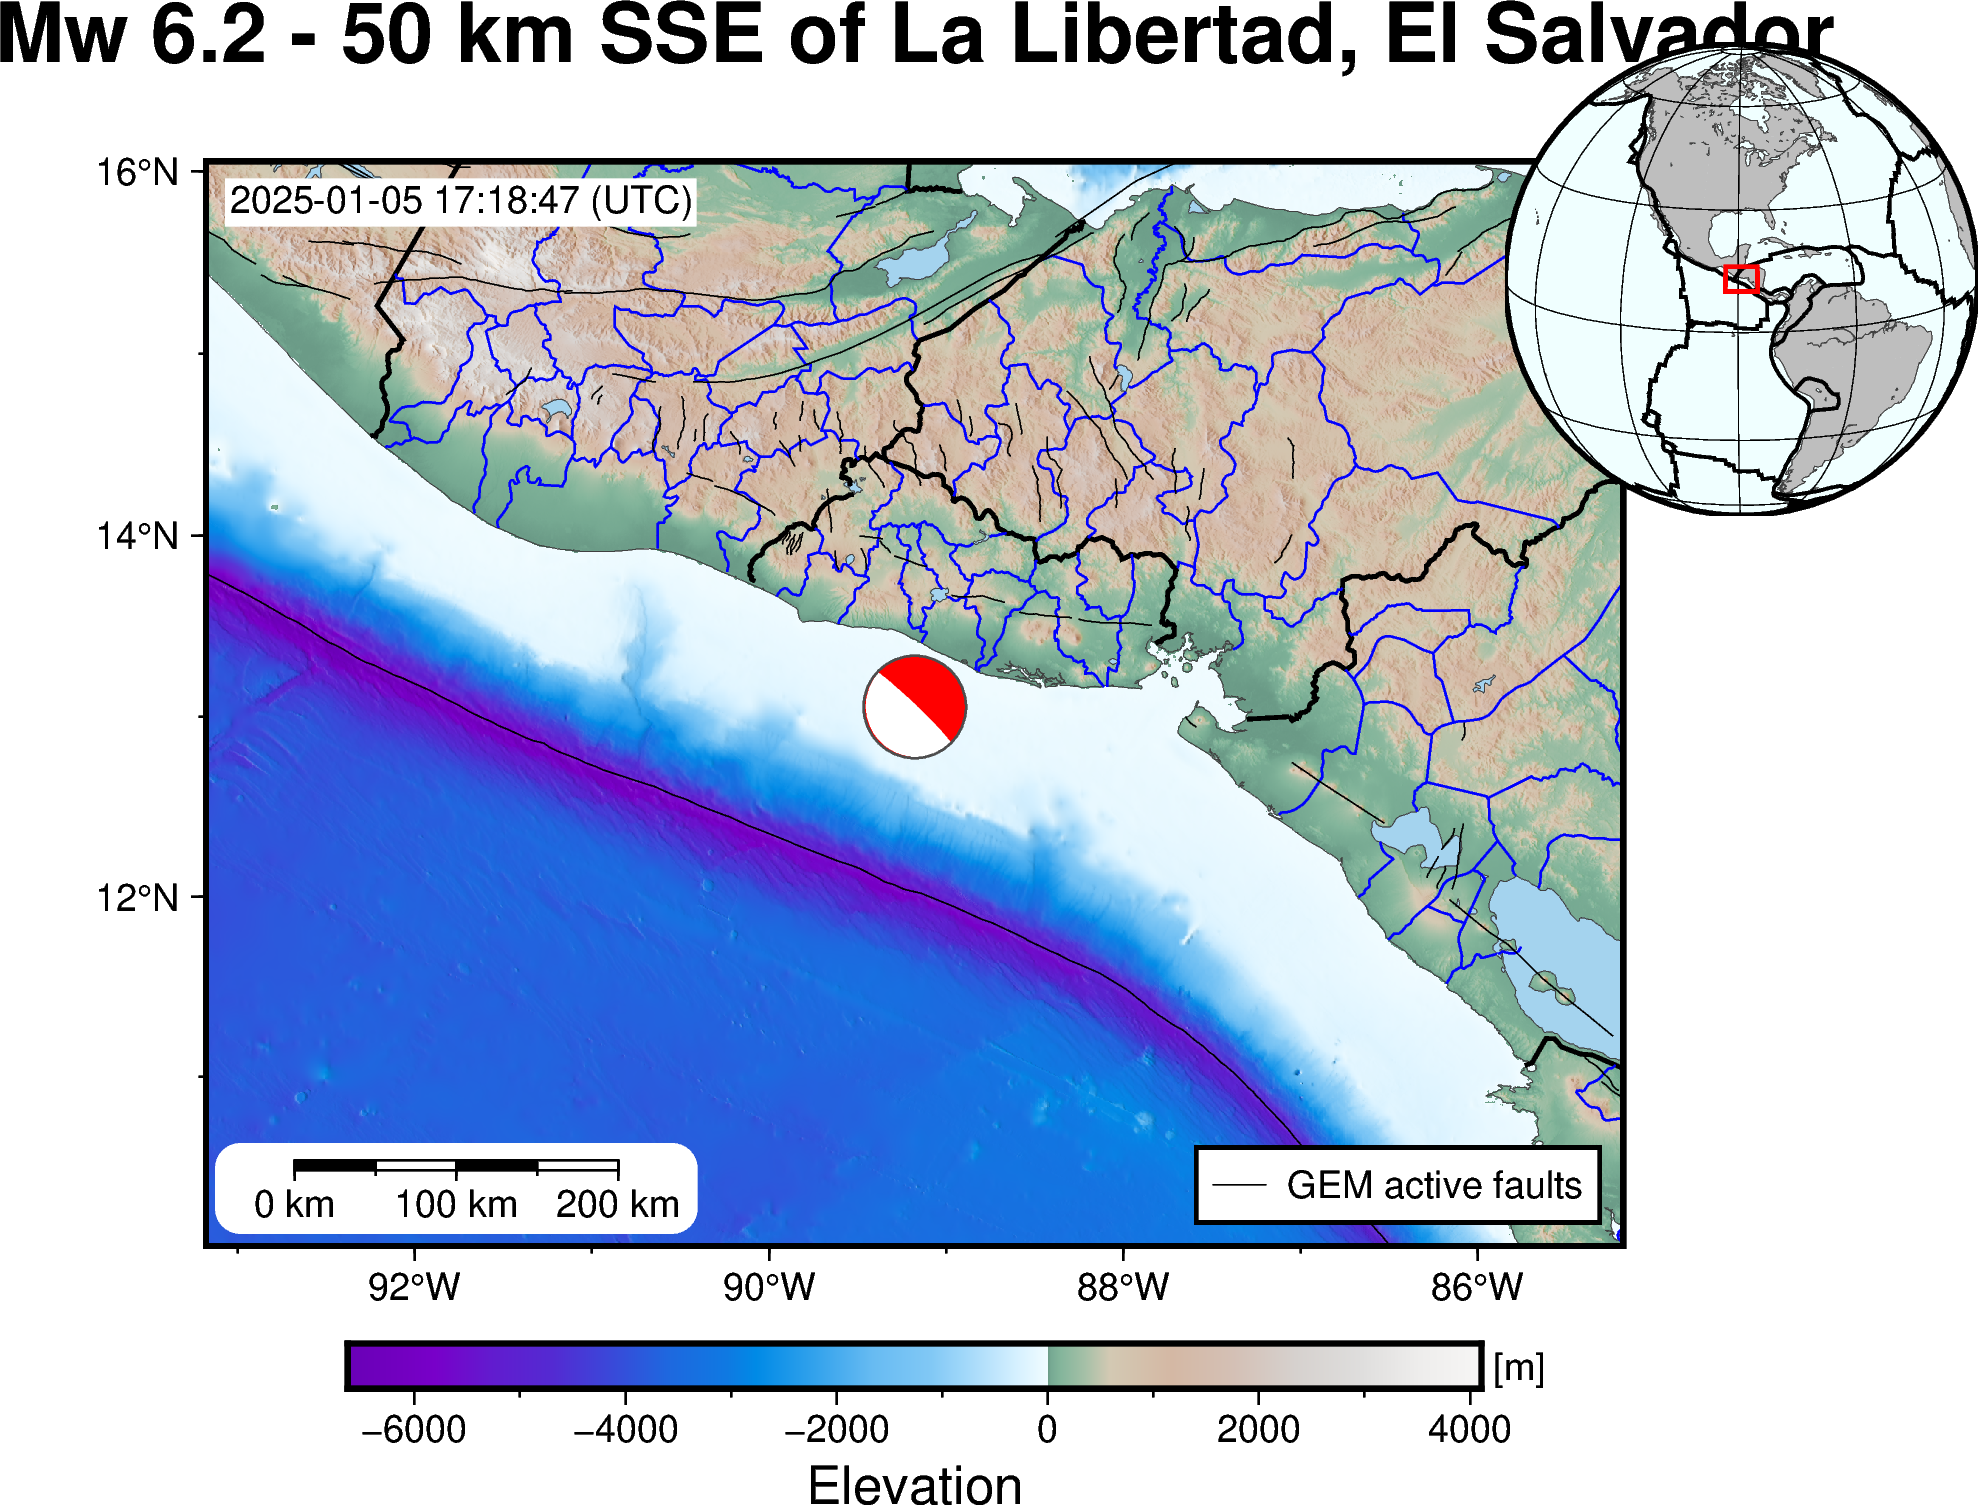 Mw 6.2 - 50 km SSE of La Libertad, El Salvador
16°N
2025-01-05 17:18:47 (UTC)
14°N
12°N
0 km 100 km 200 km
GEM active faults
92°W 90°W 88°W 86°W
[m]
−6000 −4000 −2000 0 2000 4000
Elevation